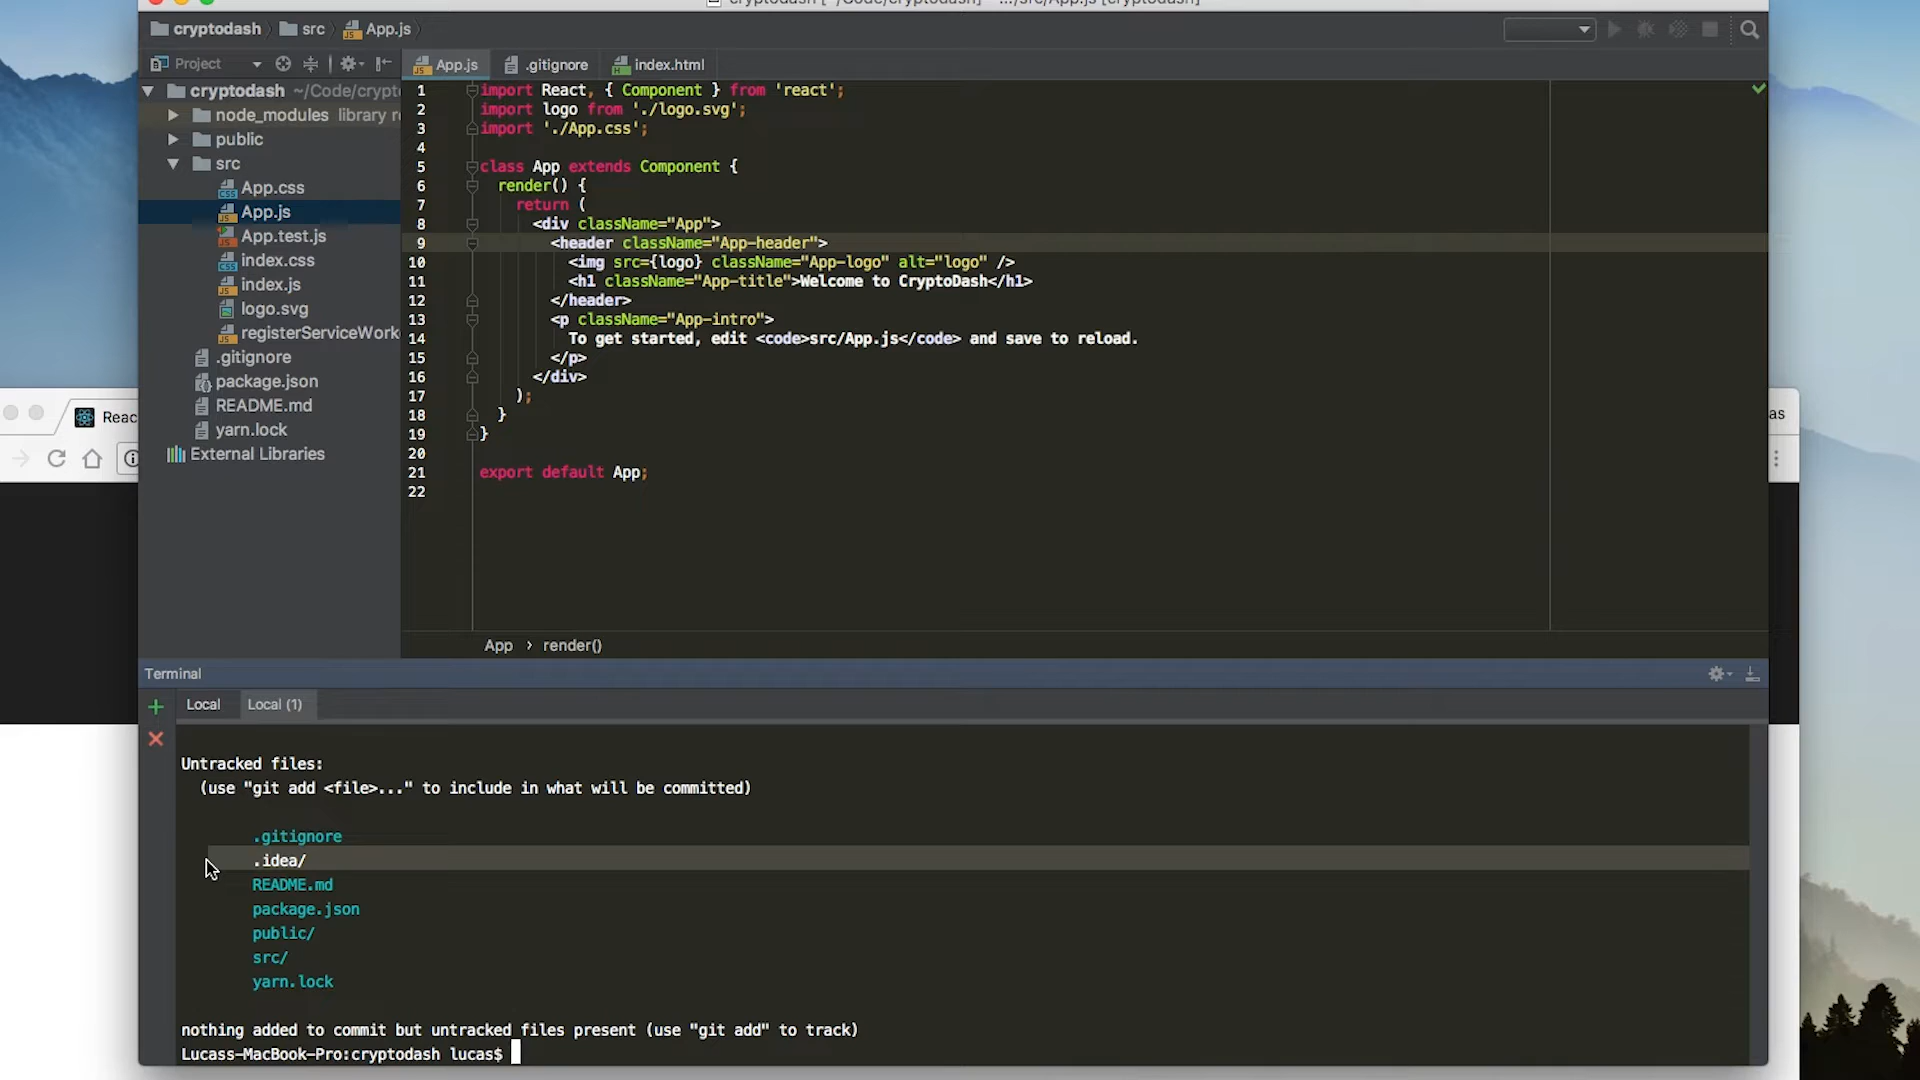 cryptodash [~/Code/cryptodash] - .../src/App.js [cryptodash]
cryptodash src App.js
Project
App.js .gitignore index.html
cryptodash ~/Code/crypt
node_modules library r
public
src
App.css
App.js
App.test.js
index.css
index.js
logo.svg
registerServiceWork
.gitignore
package.json
README.md
yarn.lock
External Libraries
1 import React, { Component } from 'react';
2 import logo from './logo.svg';
3 import './App.css';
4
5 class App extends Component {
6 render() {
7 return (
8 <div className="App">
9 <header className="App-header">
10 <img src={logo} className="App-logo" alt="logo" />
11 <h1 className="App-title">Welcome to CryptoDash</h1>
12 </header>
13 <p className="App-intro">
14 To get started, edit <code>src/App.js</code> and save to reload.
15 </p>
16 </div>
17 );
18 }
19 }
20
21 export default App;
22
App › render()
Reac
as
Terminal
Local Local (1)
Untracked files:
(use "git add <file>..." to include in what will be committed)
.gitignore
.idea/
README.md
package.json
public/
src/
yarn.lock
nothing added to commit but untracked files present (use "git add" to track)
Lucass-MacBook-Pro:cryptodash lucas$